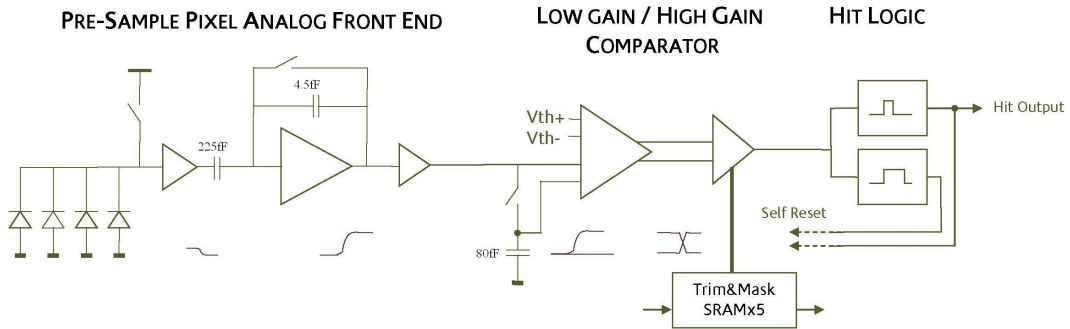 PRE-SAMPLE PIXEL ANALOG FRONT END
LOW GAIN / HIGH GAIN
COMPARATOR
HIT LOGIC
4.5fF
225fF
Vth+
Vth-
Hit Output
Self Reset
80fF
Trim&Mask
SRAMx5